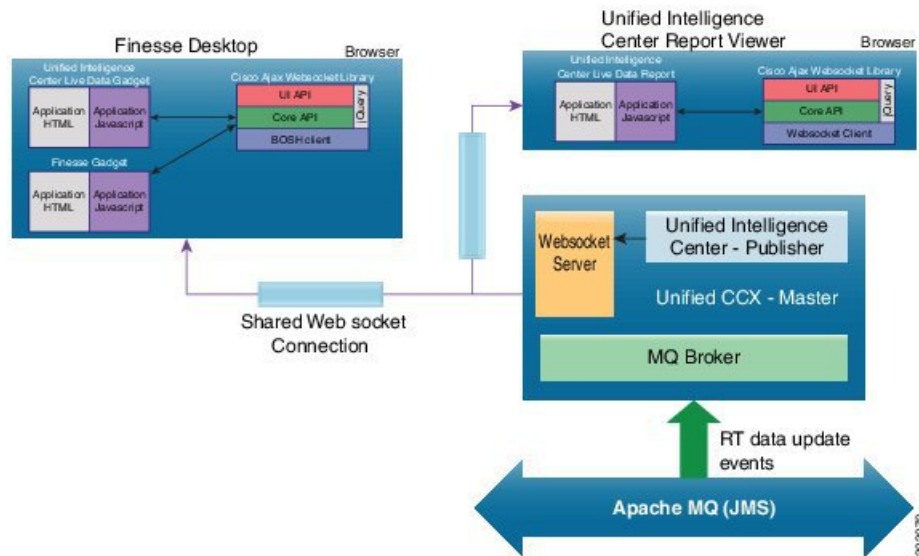 Finesse Desktop
Browser
Unified Intelligence
Center Live Data Gadget
Cisco Ajax Websocket Library
Application
HTML
Application
Javascript
UI API
Core API
BOSH client
jQuery
Finesse Gadget
Application
HTML
Application
Javascript
Unified Intelligence
Center Report Viewer
Browser
Unified Intelligence
Center Live Data Report
Cisco Ajax Websocket Library
Application
HTML
Application
Javascript
UI API
Core API
Websocket Client
jQuery
Websocket
Server
Unified Intelligence
Center - Publisher
Unified CCX - Master
MQ Broker
Shared Web socket
Connection
RT data update
events
Apache MQ (JMS)